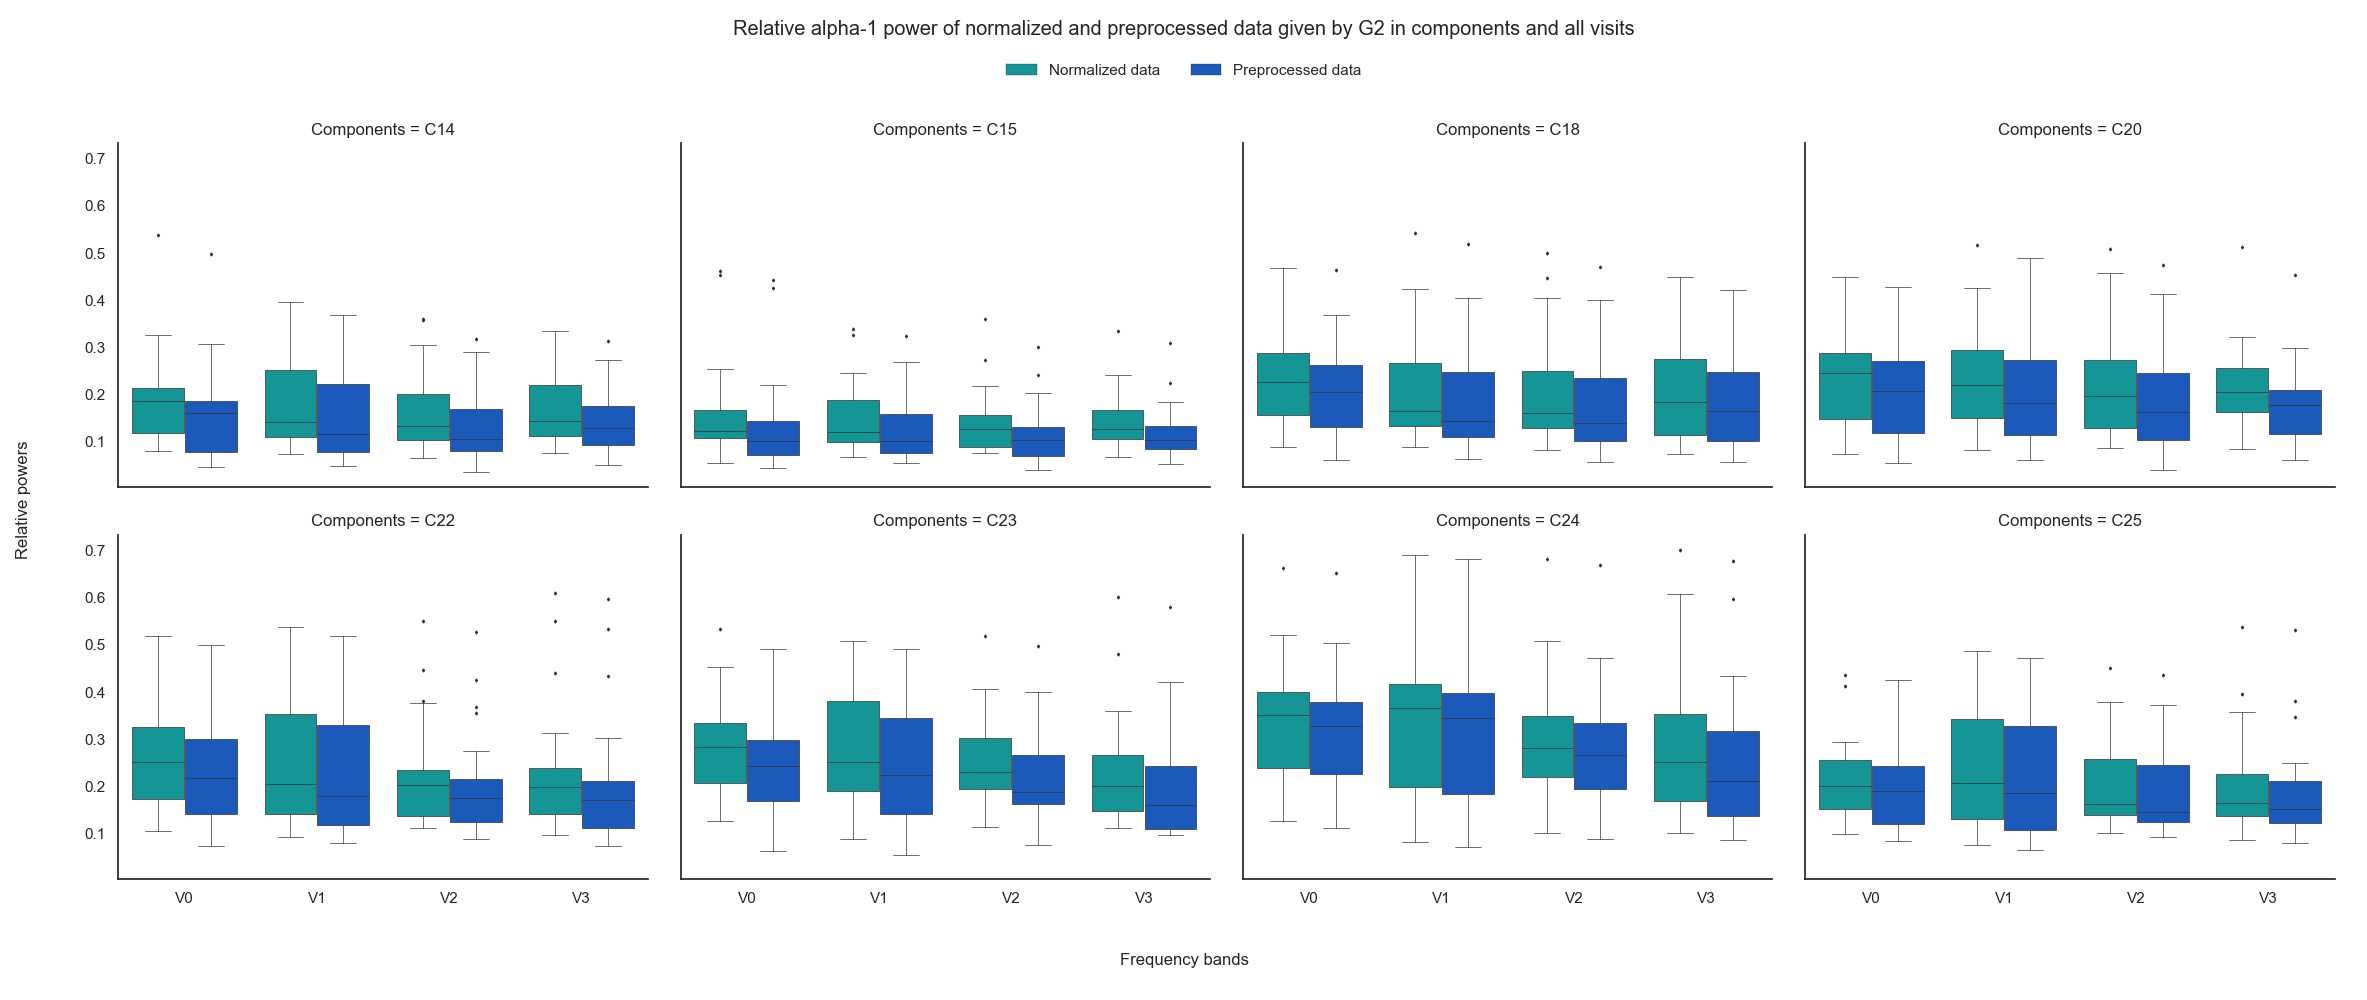 Relative alpha-1 power of normalized and preprocessed data given by G2 in components and all visits
Normalized data Preprocessed data
Components = C14 Components = C15 Components = C18 Components = C20
0.7
0.6
0.5
0.4
0.3
0.2
0.1
Relative powers
Components = C22 Components = C23 Components = C24 Components = C25
0.7
0.6
0.5
0.4
0.3
0.2
0.1
V0 V1 V2 V3 V0 V1 V2 V3 V0 V1 V2 V3 V0 V1 V2 V3
Frequency bands